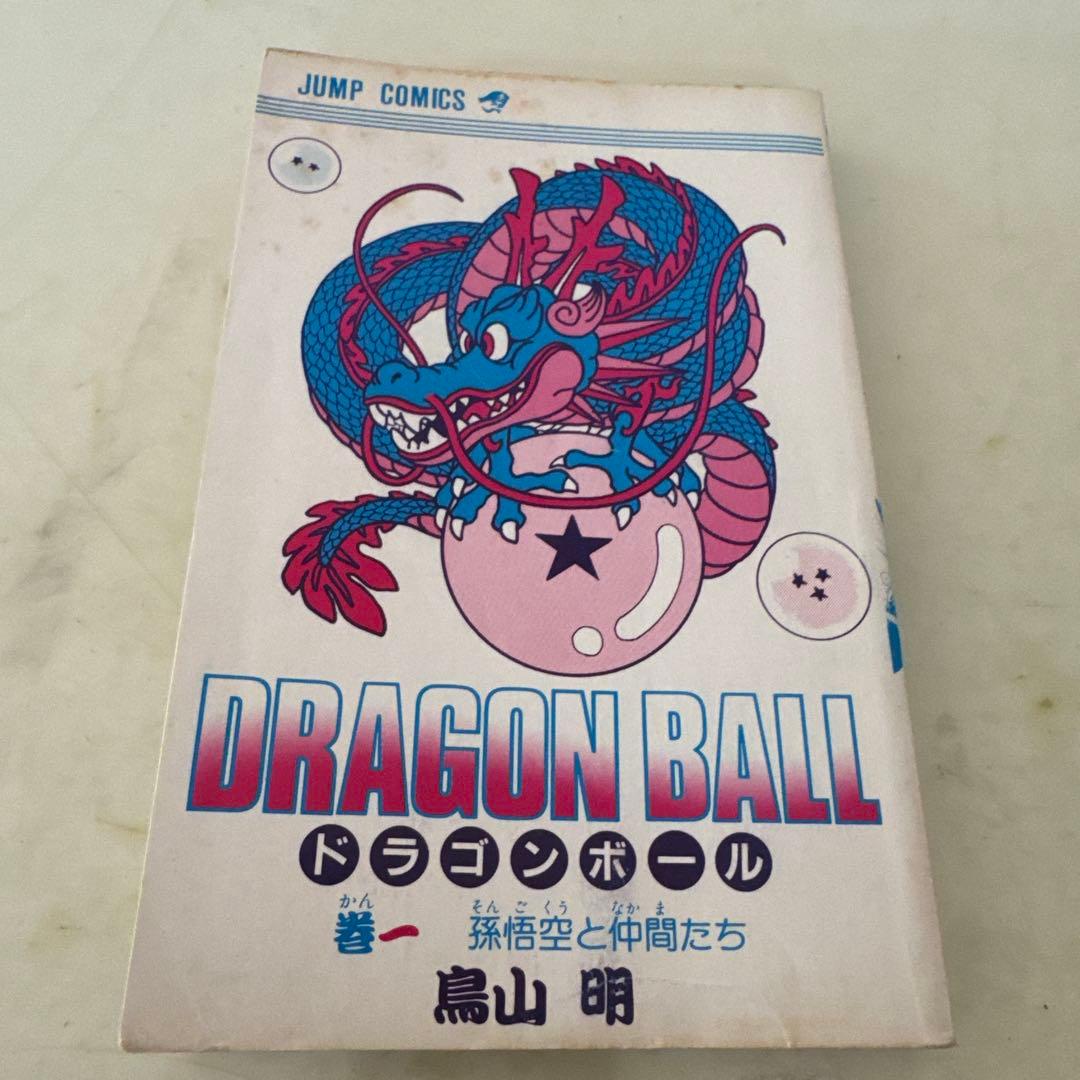 JUMP COMICS
DRAGON BALL
ドラゴンボール
かん そんごくう なかま
巻一 孫悟空と仲間たち
鳥山 明